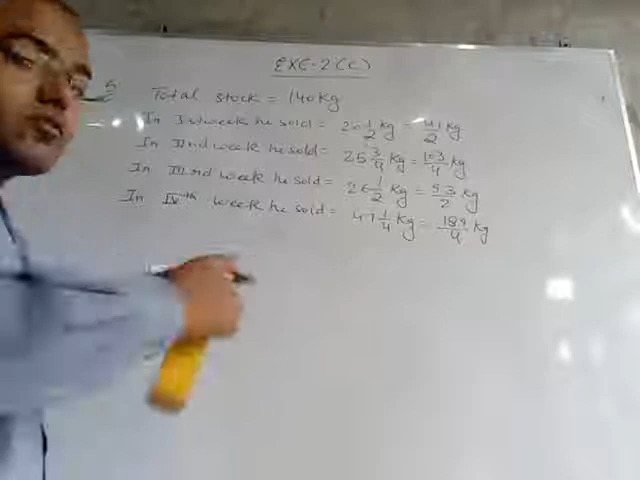 EXE-2(C)
5 Total stock = 140kg
In Ist week he sold = 20 1/2 kg = 41/2 kg
In IInd week he sold = 25 3/4 kg = 103/4 kg
In IIIrd week he sold = 26 1/2 kg = 53/2 kg
In IVth week he sold = 47 1/4 kg = 189/4 kg